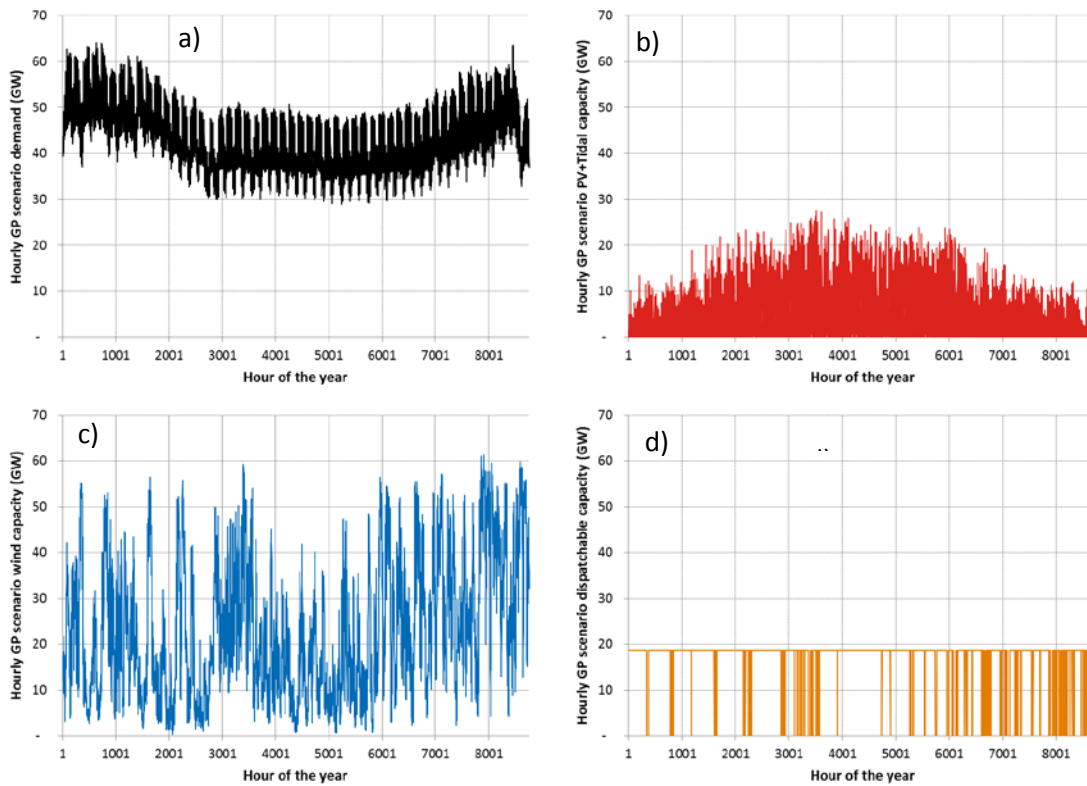 a)
Hourly GP scenario demand (GW)
70
60
50
40
30
20
10
-
1 1001 2001 3001 4001 5001 6001 7001 8001
Hour of the year
b)
Hourly GP scenario PV+Tidal capacity (GW)
70
60
50
40
30
20
10
-
1 1001 2001 3001 4001 5001 6001 7001 8001
Hour of the year
c)
Hourly GP scenario wind capacity (GW)
70
60
50
40
30
20
10
-
1 1001 2001 3001 4001 5001 6001 7001 8001
Hour of the year
d)
Hourly GP scenario dispatchable capacity (GW)
70
60
50
40
30
20
10
-
1 1001 2001 3001 4001 5001 6001 7001 8001
Hour of the year